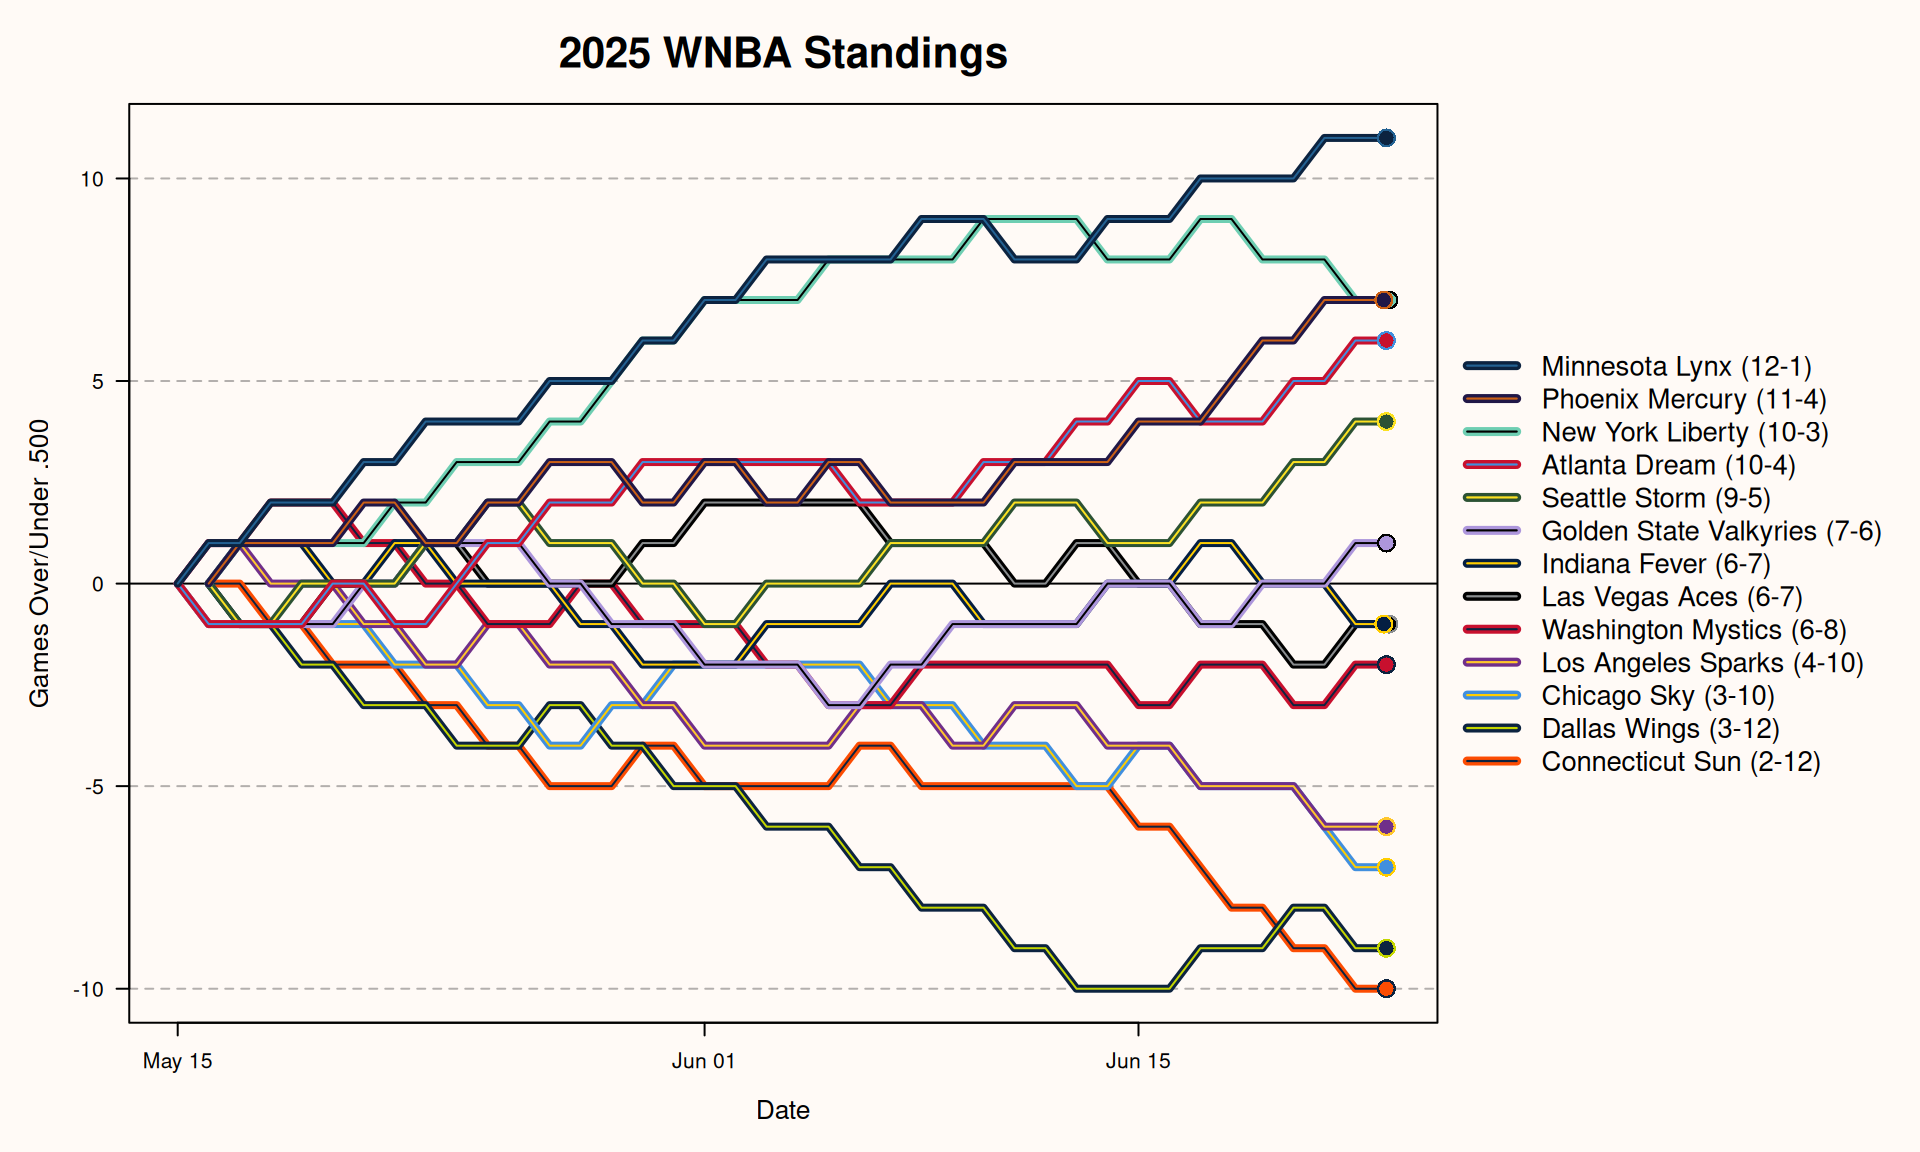 2025 WNBA Standings
10
5
0
-5
-10
Games Over/Under .500
May 15
Jun 01
Jun 15
Date
Minnesota Lynx (12-1)
Phoenix Mercury (11-4)
New York Liberty (10-3)
Atlanta Dream (10-4)
Seattle Storm (9-5)
Golden State Valkyries (7-6)
Indiana Fever (6-7)
Las Vegas Aces (6-7)
Washington Mystics (6-8)
Los Angeles Sparks (4-10)
Chicago Sky (3-10)
Dallas Wings (3-12)
Connecticut Sun (2-12)